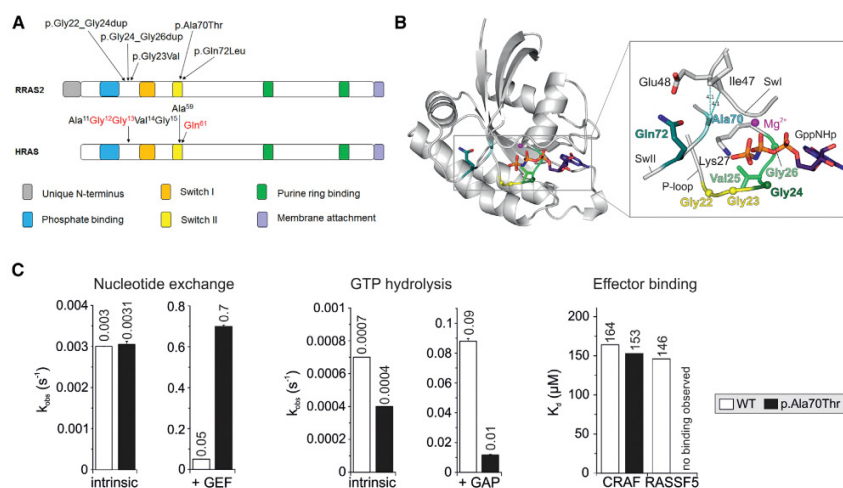 A
p.Gly22_Gly24dup
p.Gly24_Gly26dup
p.Gly23Val
p.Ala70Thr
p.Gln72Leu
RRAS2
Ala¹¹Gly¹²Gly¹³Val¹⁴Gly¹⁵
Ala⁵⁹
Gln⁶¹
HRAS
Unique N-terminus
Switch I
Purine ring binding
Phosphate binding
Switch II
Membrane attachment
B
Glu48
Ile47
SwI
Ala70
Mg²⁺
Gln72
GppNHp
SwII
Lys27
P-loop
Val25
Gly26
Gly22
Gly23
Gly24
C
Nucleotide exchange
kobs (s⁻¹)
0.005
0.004
0.003
0.002
0.001
0
0.003
0.0031
intrinsic
0.8
0.6
0.4
0.2
0
0.05
0.7
+ GEF
GTP hydrolysis
kobs (s⁻¹)
0.001
0.0008
0.0006
0.0004
0.0002
0
0.0007
0.0004
intrinsic
0.1
0.08
0.06
0.04
0.02
0
0.09
0.01
+ GAP
Effector binding
Kd (µM)
200
150
100
50
0
164
153
146
no binding observed
CRAF RASSF5
WT
p.Ala70Thr